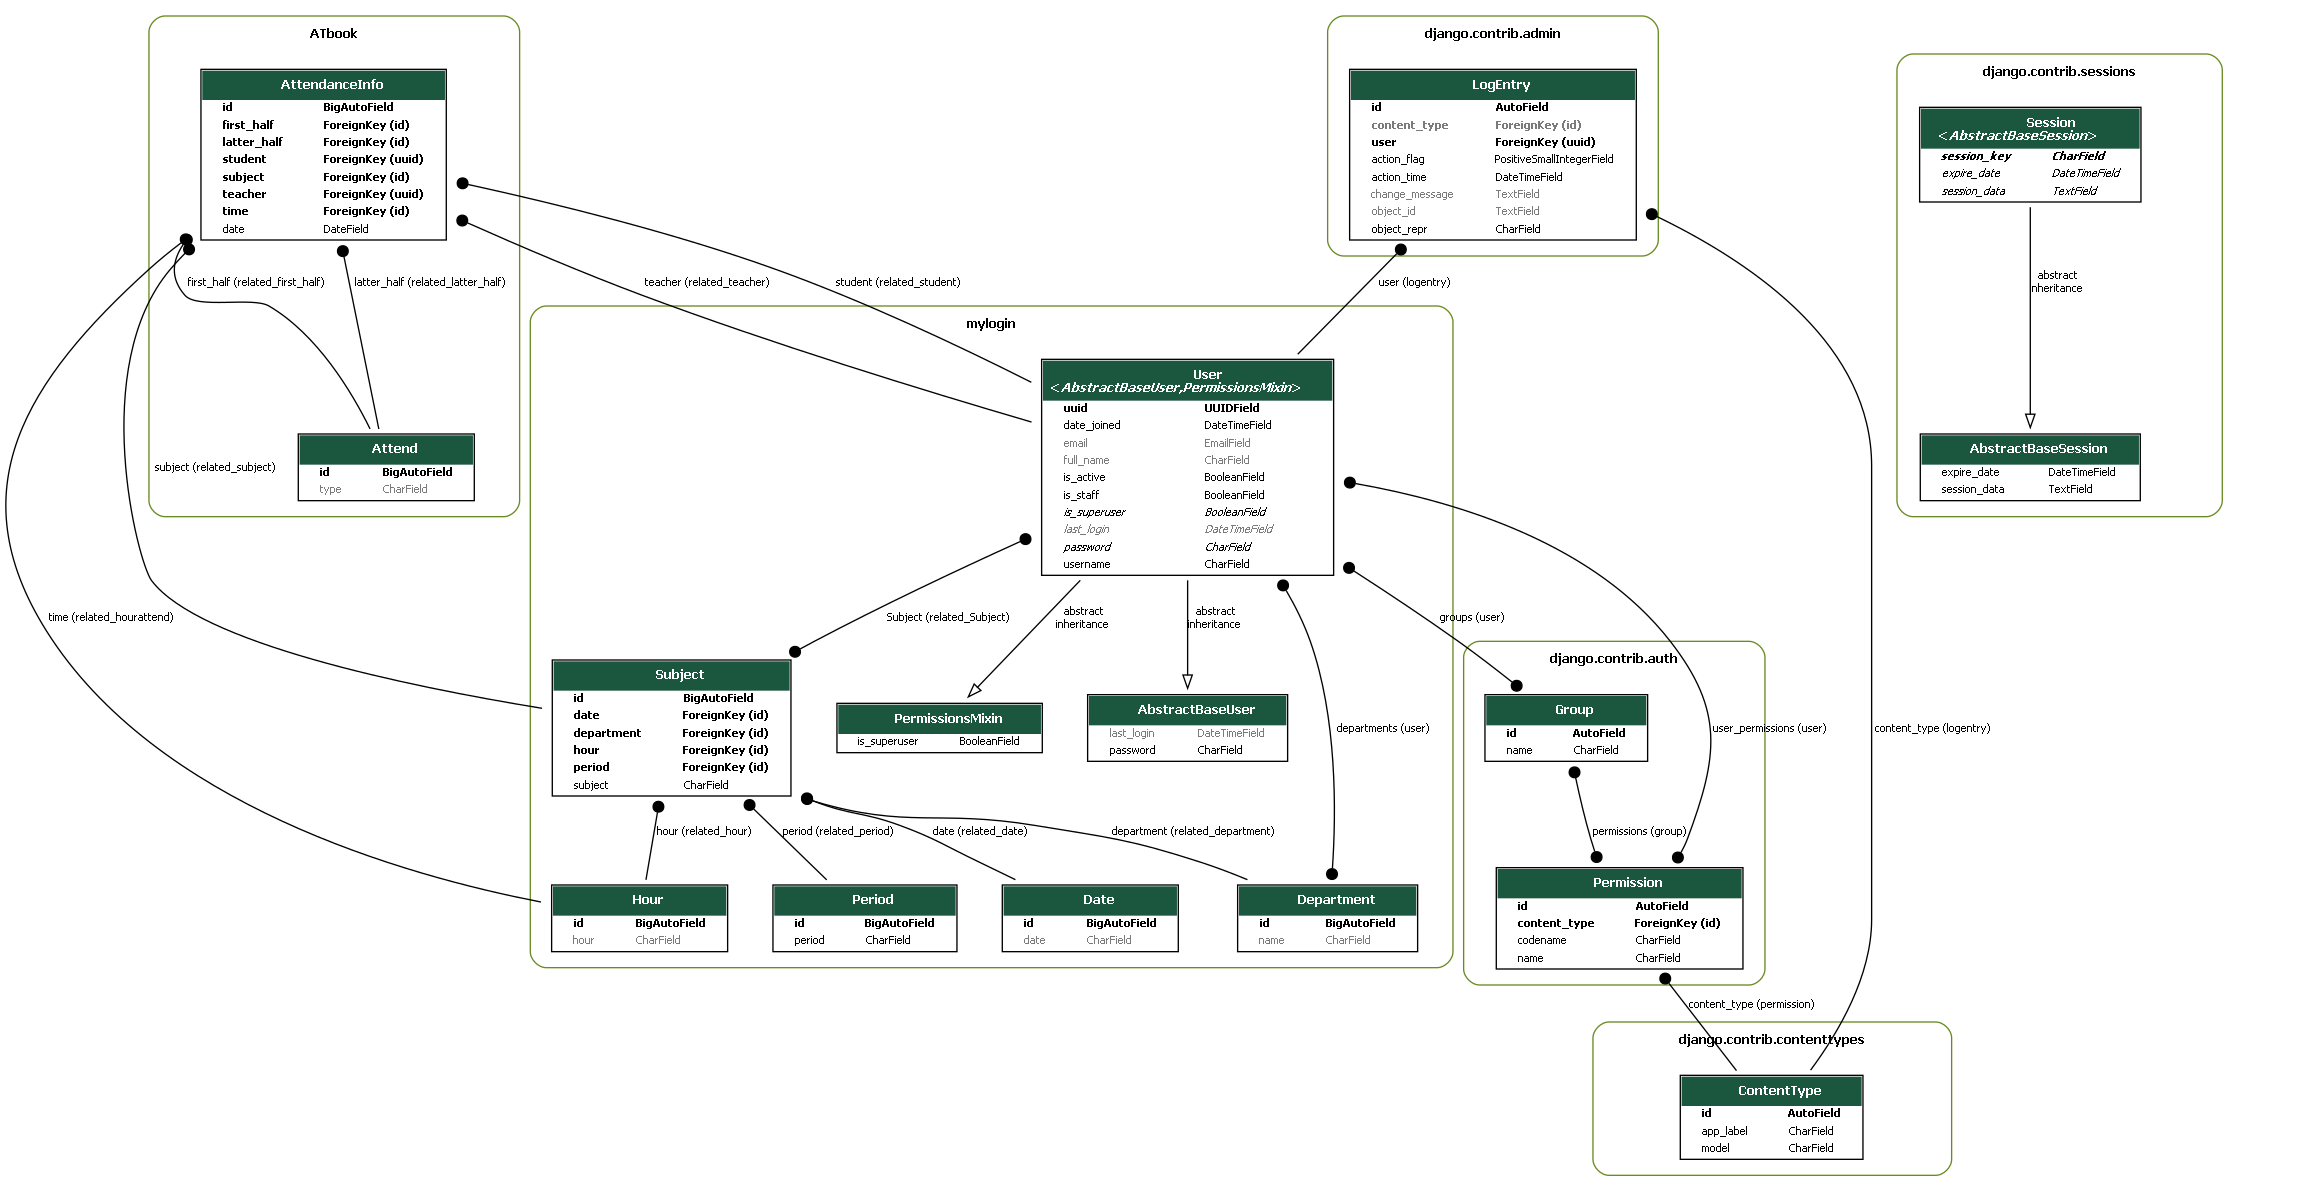 ATbook
AttendanceInfo
id BigAutoField
first_half ForeignKey (id)
latter_half ForeignKey (id)
student ForeignKey (uuid)
subject ForeignKey (id)
teacher ForeignKey (uuid)
time ForeignKey (id)
date DateField
first_half (related_first_half)
latter_half (related_latter_half)
Attend
id BigAutoField
type CharField
subject (related_subject)
time (related_hourattend)
teacher (related_teacher)
student (related_student)
django.contrib.admin
LogEntry
id AutoField
content_type ForeignKey (id)
user ForeignKey (uuid)
action_flag PositiveSmallIntegerField
action_time DateTimeField
change_message TextField
object_id TextField
object_repr CharField
user (logentry)
django.contrib.sessions
Session
<AbstractBaseSession>
session_key CharField
expire_date DateTimeField
session_data TextField
abstract
inheritance
AbstractBaseSession
expire_date DateTimeField
session_data TextField
mylogin
User
<AbstractBaseUser,PermissionsMixin>
uuid UUIDField
date_joined DateTimeField
email EmailField
full_name CharField
is_active BooleanField
is_staff BooleanField
is_superuser BooleanField
last_login DateTimeField
password CharField
username CharField
Subject (related_Subject)
abstract
inheritance
abstract
inheritance
groups (user)
Subject
id BigAutoField
date ForeignKey (id)
department ForeignKey (id)
hour ForeignKey (id)
period ForeignKey (id)
subject CharField
PermissionsMixin
is_superuser BooleanField
AbstractBaseUser
last_login DateTimeField
password CharField
departments (user)
hour (related_hour)
period (related_period)
date (related_date)
department (related_department)
Hour
id BigAutoField
hour CharField
Period
id BigAutoField
period CharField
Date
id BigAutoField
date CharField
Department
id BigAutoField
name CharField
django.contrib.auth
Group
id AutoField
name CharField
user_permissions (user)
content_type (logentry)
permissions (group)
Permission
id AutoField
content_type ForeignKey (id)
codename CharField
name CharField
content_type (permission)
django.contrib.contenttypes
ContentType
id AutoField
app_label CharField
model CharField